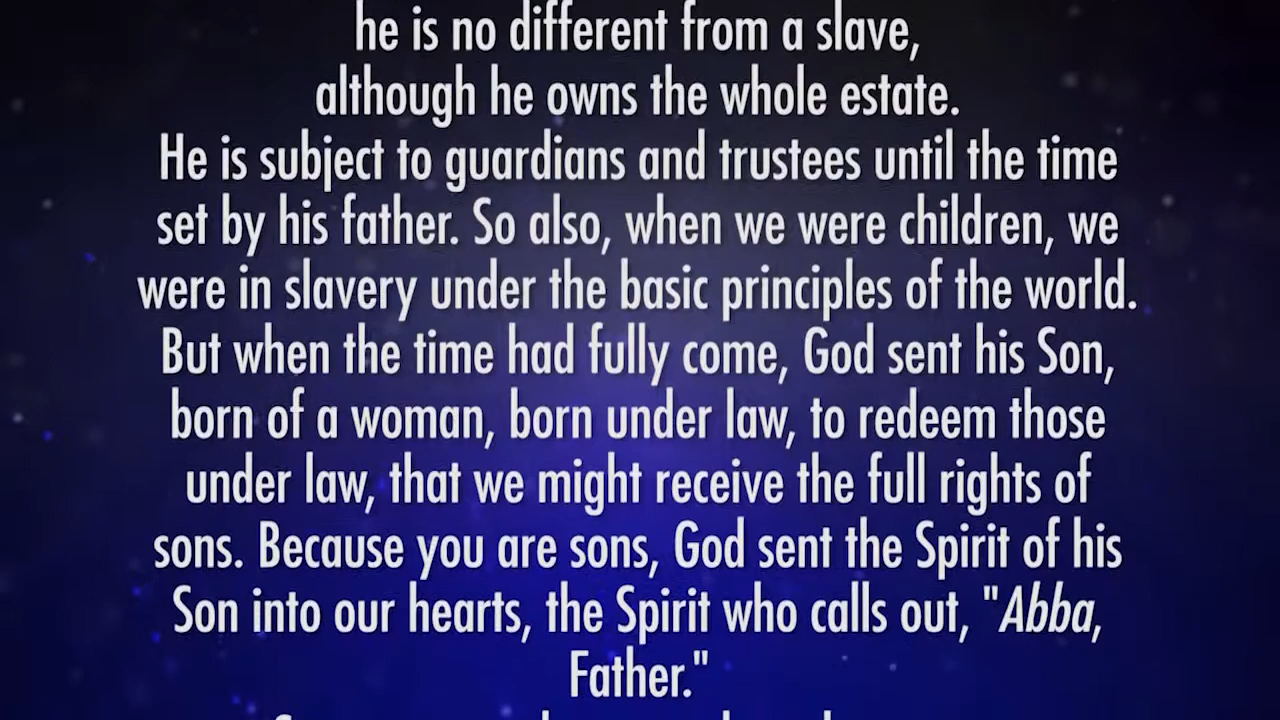 he is no different from a slave,
although he owns the whole estate.
He is subject to guardians and trustees until the time
set by his father. So also, when we were children, we
were in slavery under the basic principles of the world.
But when the time had fully come, God sent his Son,
born of a woman, born under law, to redeem those
under law, that we might receive the full rights of
sons. Because you are sons, God sent the Spirit of his
Son into our hearts, the Spirit who calls out, "Abba,
Father."